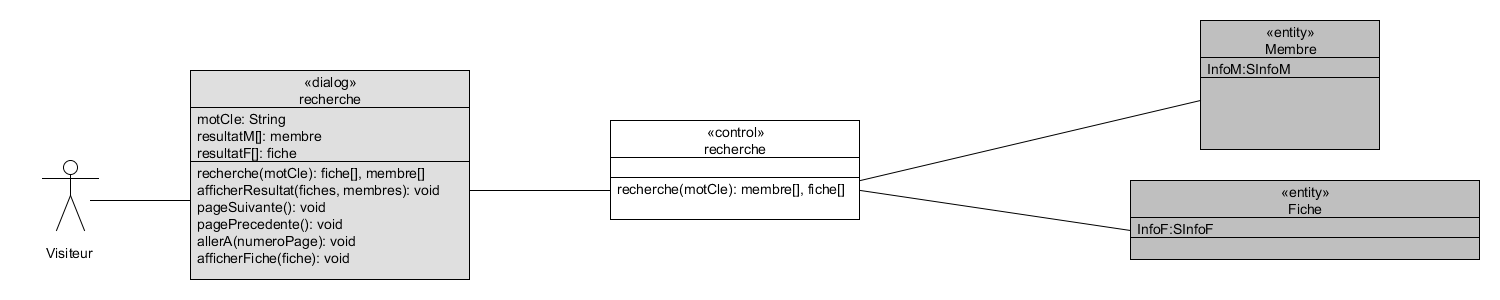 Visiteur
«dialog»
recherche
motCle: String
resultatM[]: membre
resultatF[]: fiche
recherche(motCle): fiche[], membre[]
afficherResultat(fiches, membres): void
pageSuivante(): void
pagePrecedente(): void
allerA(numeroPage): void
afficherFiche(fiche): void
«control»
recherche
recherche(motCle): membre[], fiche[]
«entity»
Membre
InfoM:SInfoM
«entity»
Fiche
InfoF:SInfoF